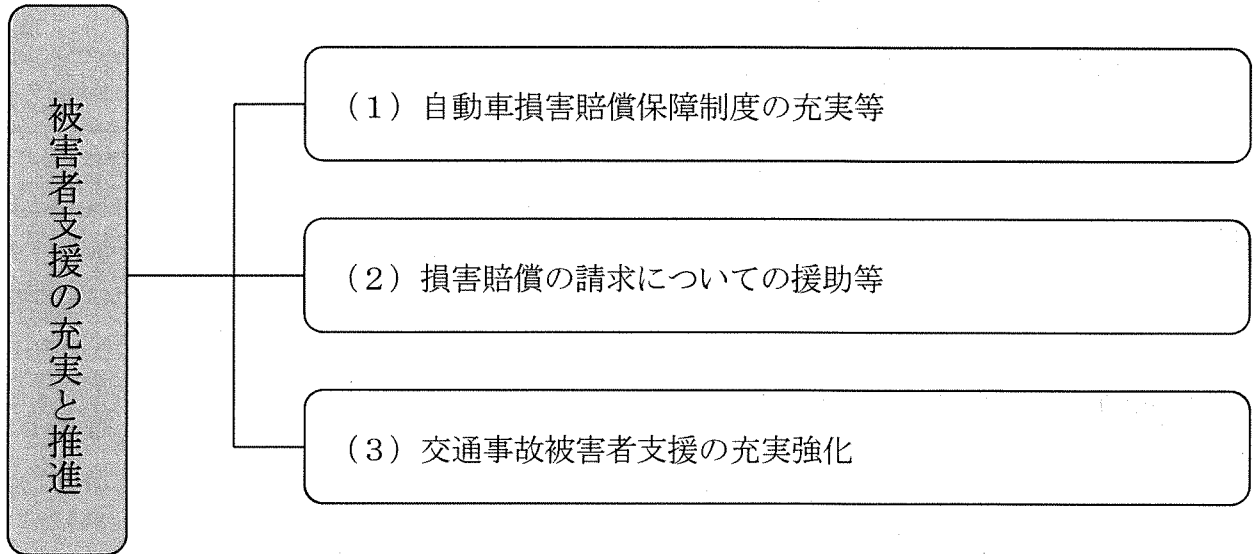 被害者支援の充実と推進
（1）自動車損害賠償保障制度の充実等
（2）損害賠償の請求についての援助等
（3）交通事故被害者支援の充実強化